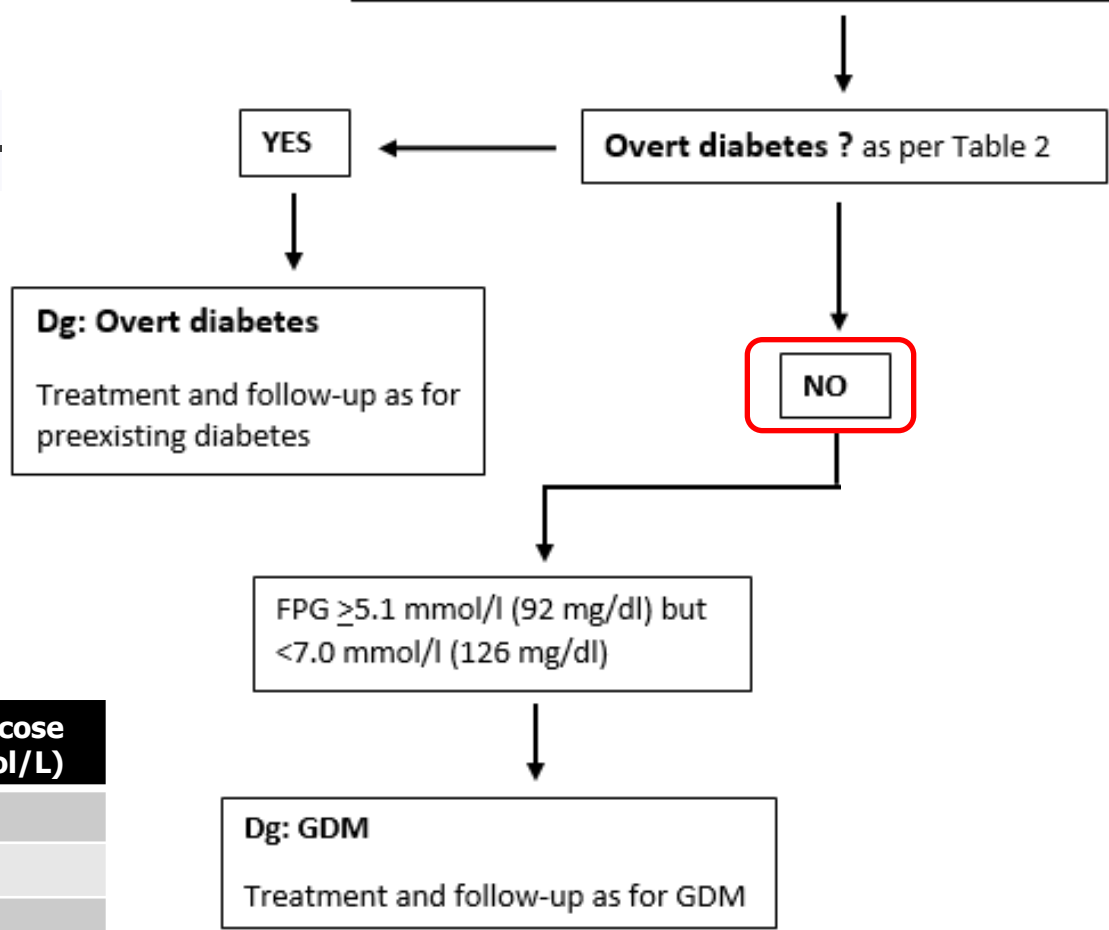 YES
Overt diabetes ? as per Table 2
Dg: Overt diabetes
Treatment and follow-up as for
preexisting diabetes
NO
FPG ≥5.1 mmol/l (92 mg/dl) but
<7.0 mmol/l (126 mg/dl)
cose
ol/L)
Dg: GDM
Treatment and follow-up as for GDM